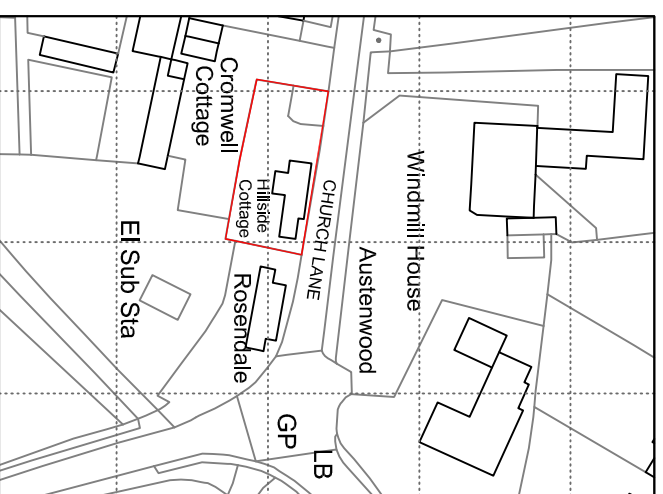 Cromwell
Cottage
Hillside
Cottage
CHURCH LANE
Windmill House
Austenwood
El Sub Sta
Rosendale
GP
LB